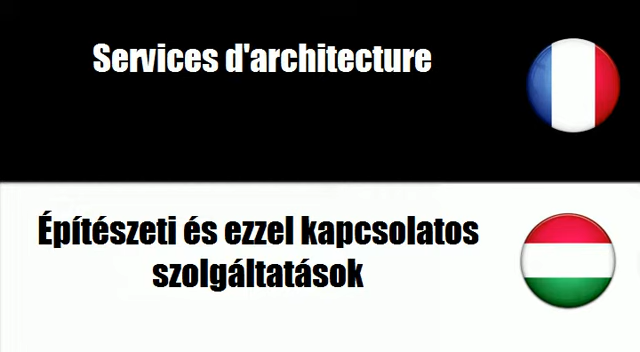 Services d'architecture
Építészeti és ezzel kapcsolatos
szolgáltatások